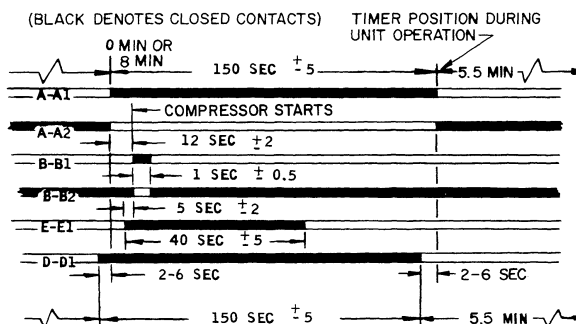 (BLACK DENOTES CLOSED CONTACTS)
TIMER POSITION DURING
UNIT OPERATION
0 MIN OR
8 MIN
150 SEC ± 5
5.5 MIN
A-A1
COMPRESSOR STARTS
A-A2
12 SEC ± 2
B-B1
1 SEC ± 0.5
B-B2
5 SEC ± 2
E-E1
40 SEC ± 5
D-D1
2-6 SEC
2-6 SEC
150 SEC ± 5
5.5 MIN